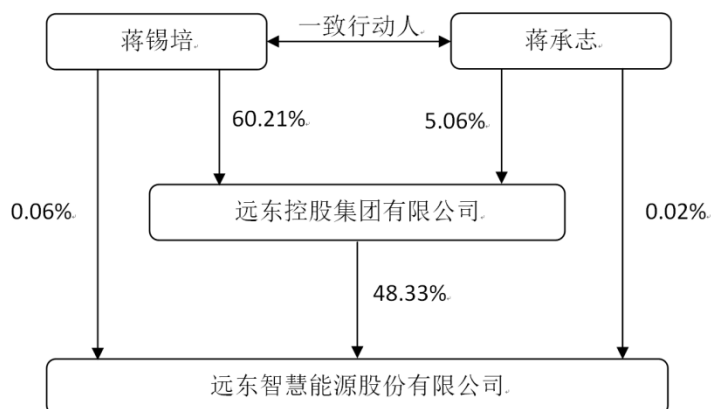 蒋锡培
一致行动人
蒋承志
60.21%
5.06%
0.06%
远东控股集团有限公司
0.02%
48.33%
远东智慧能源股份有限公司